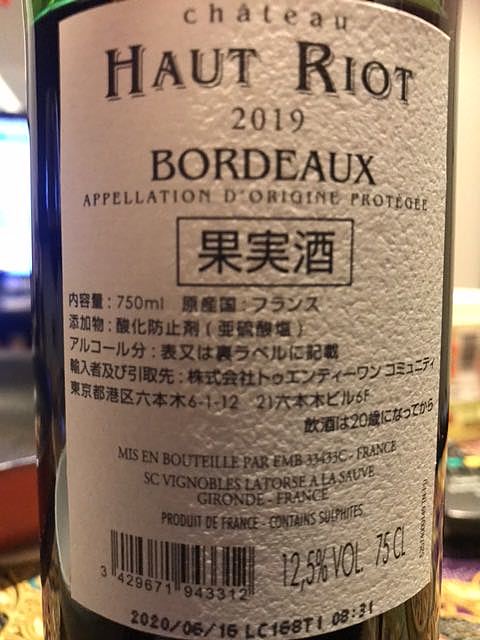 château
HAUT RIOT
2019
BORDEAUX
APPELLATION D'ORIGINE PROTÉGÉE
果実酒
内容量：750ml 原産国：フランス
添加物：酸化防止剤（亜硫酸塩）
アルコール分：表又は裏ラベルに記載
輸入者及び引取先：株式会社トゥエンティーワン コミュニティ
東京都港区六本木6-1-12 21六本木ビル6F
飲酒は20歳になってから
MIS EN BOUTEILLE PAR EMB 33433C - FRANCE
SC VIGNOBLES LATORSE A LA SAUVE
GIRONDE - FRANCE
PRODUIT DE FRANCE - CONTAINS SULPHITES
12,5% VOL 75 CL
3 429671 943312
2020/06/16 LC168T1 08:31